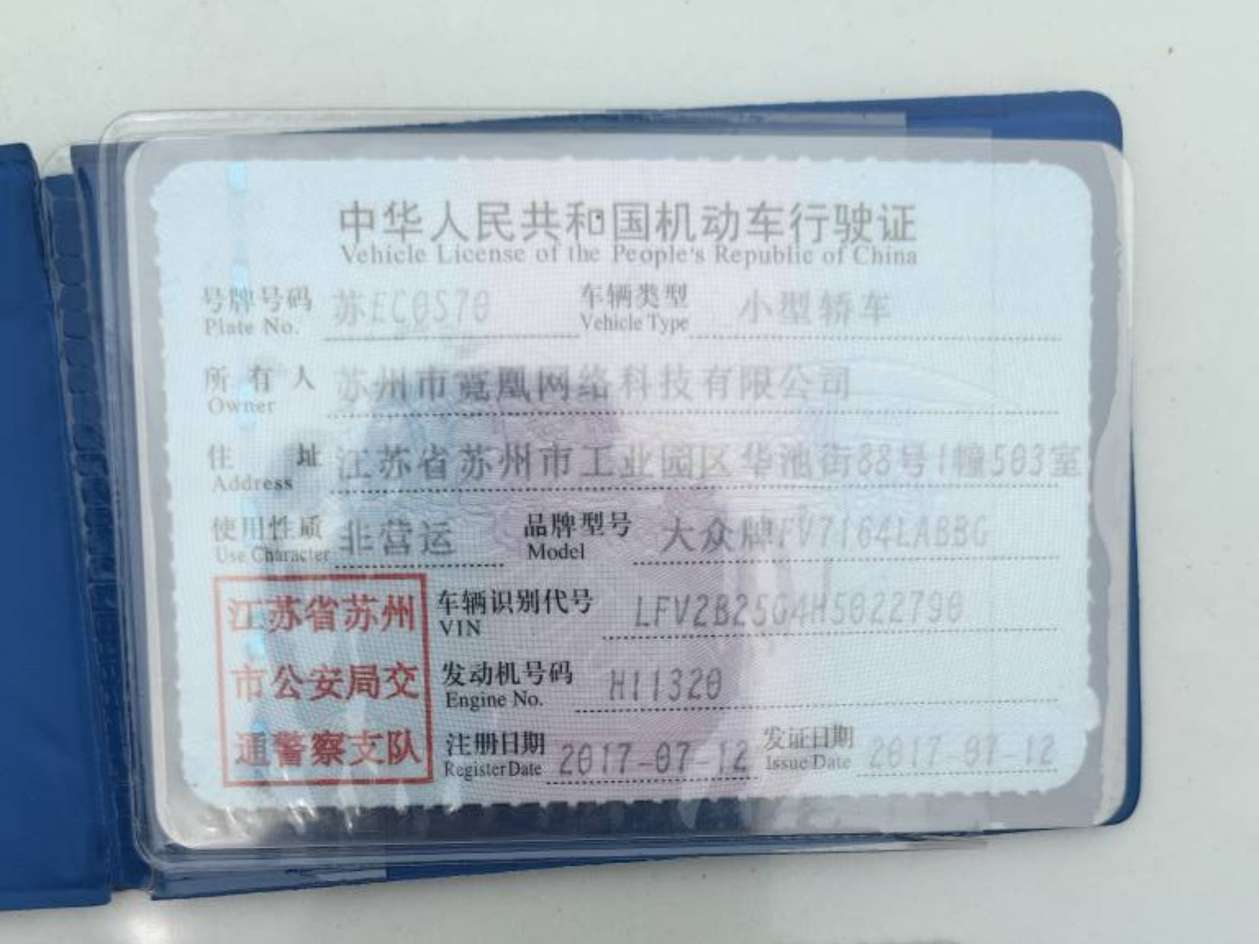 中华人民共和国机动车行驶证
Vehicle License of the People's Republic of China
号牌号码 苏EC0S70 车辆类型 小型轿车
Plate No. Vehicle Type
所有人 苏州市霓凰网络科技有限公司
Owner
住址 江苏省苏州市工业园区华池街88号1幢503室
Address
使用性质 非营运 品牌型号 大众牌FV7164LABBG
Use Character Model
江苏省苏州 车辆识别代号 LFV2B25G4H5022790
VIN
市公安局交 发动机号码 H11320
Engine No.
通警察支队 注册日期 2017-07-12 发证日期 2017-07-12
Register Date Issue Date